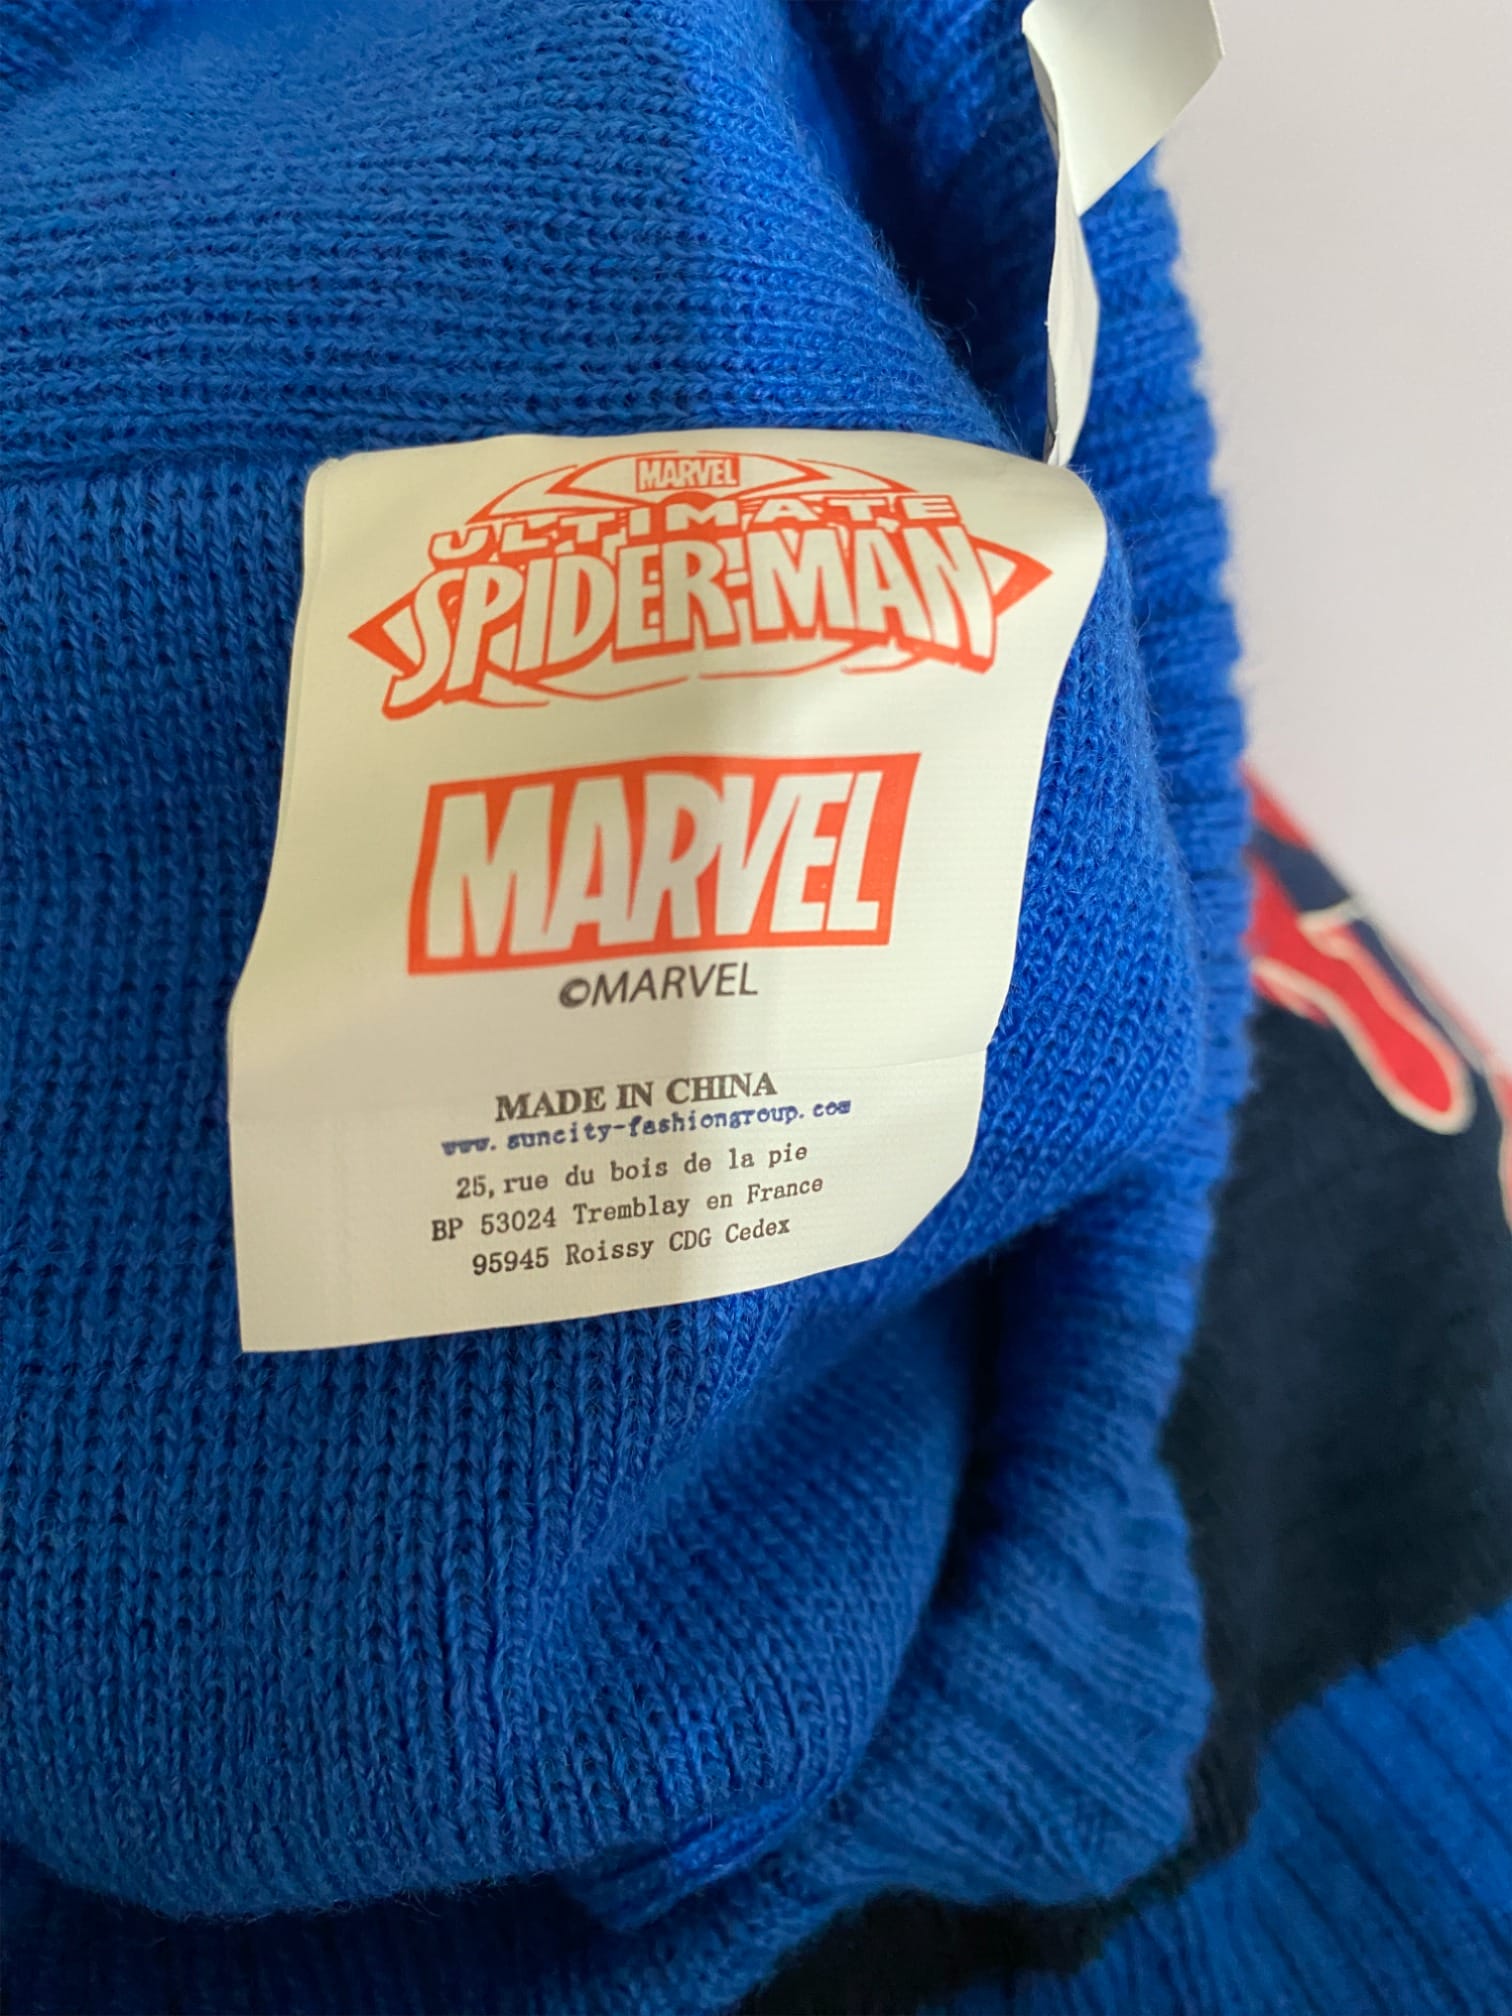 MARVEL
ULTIMATE
SPIDER-MAN
MARVEL
©MARVEL
MADE IN CHINA
www.suncity-fashiongroup.com
25, rue du bois de la pie
BP 53024 Tremblay en France
95945 Roissy CDG Cedex